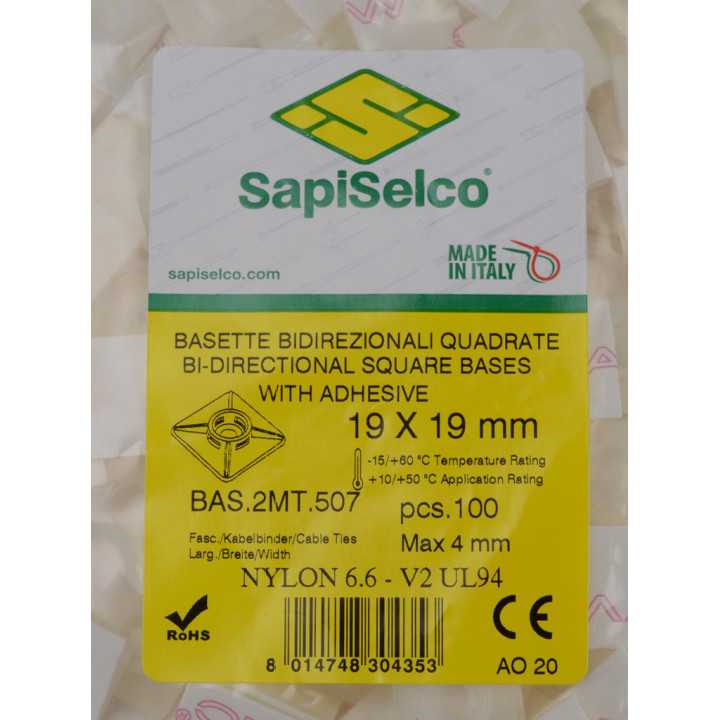 SapiSelco®
sapiselco.com
MADE
IN ITALY
BASETTE BIDIREZIONALI QUADRATE
BI-DIRECTIONAL SQUARE BASES
WITH ADHESIVE
19 X 19 mm
-15/+60 °C Temperature Rating
+10/+50 °C Application Rating
BAS.2MT.507
pcs.100
Fasc./Kabelbinder/Cable Ties
Larg./Breite/Width
Max 4 mm
NYLON 6.6 - V2 UL94
RoHS
CE
8 014748 304353
AO 20